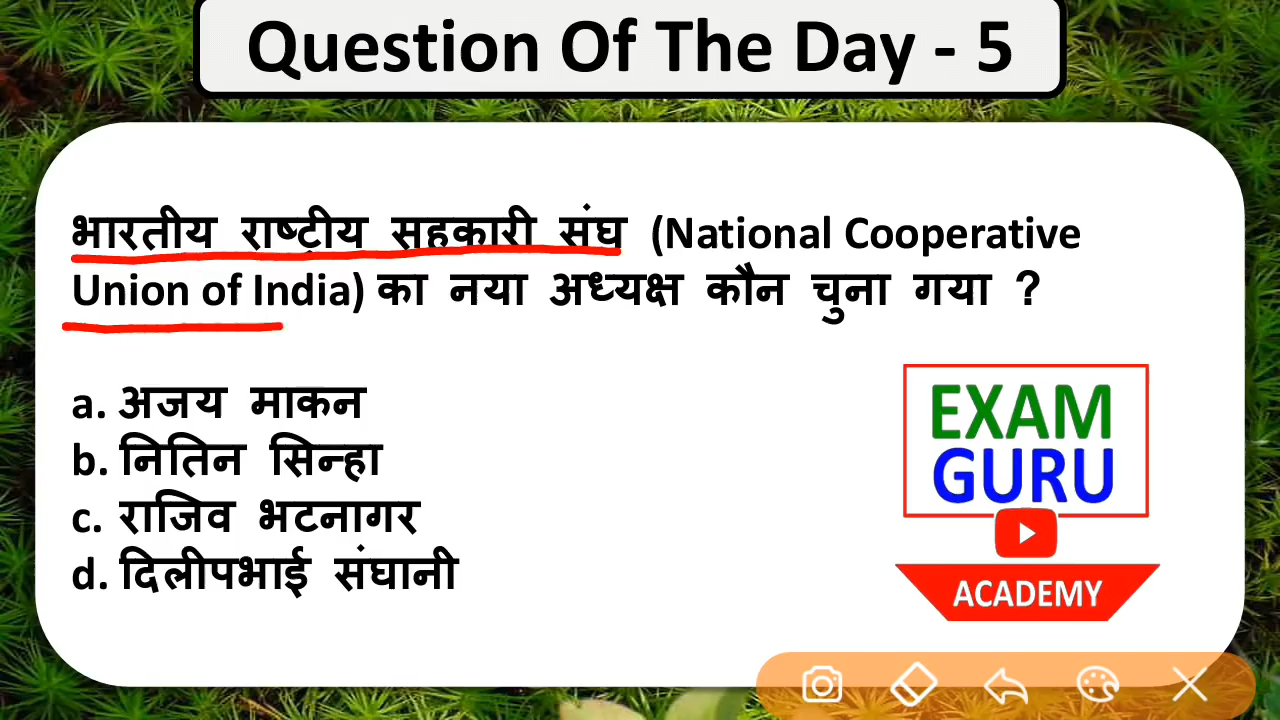 Question Of The Day - 5
भारतीय राष्टीय सहकारी संघ (National Cooperative
Union of India) का नया अध्यक्ष कौन चुना गया ?
a. अजय माकन
b. नितिन सिन्हा
c. राजिव भटनागर
d. दिलीपभाई संघानी
EXAM
GURU
ACADEMY